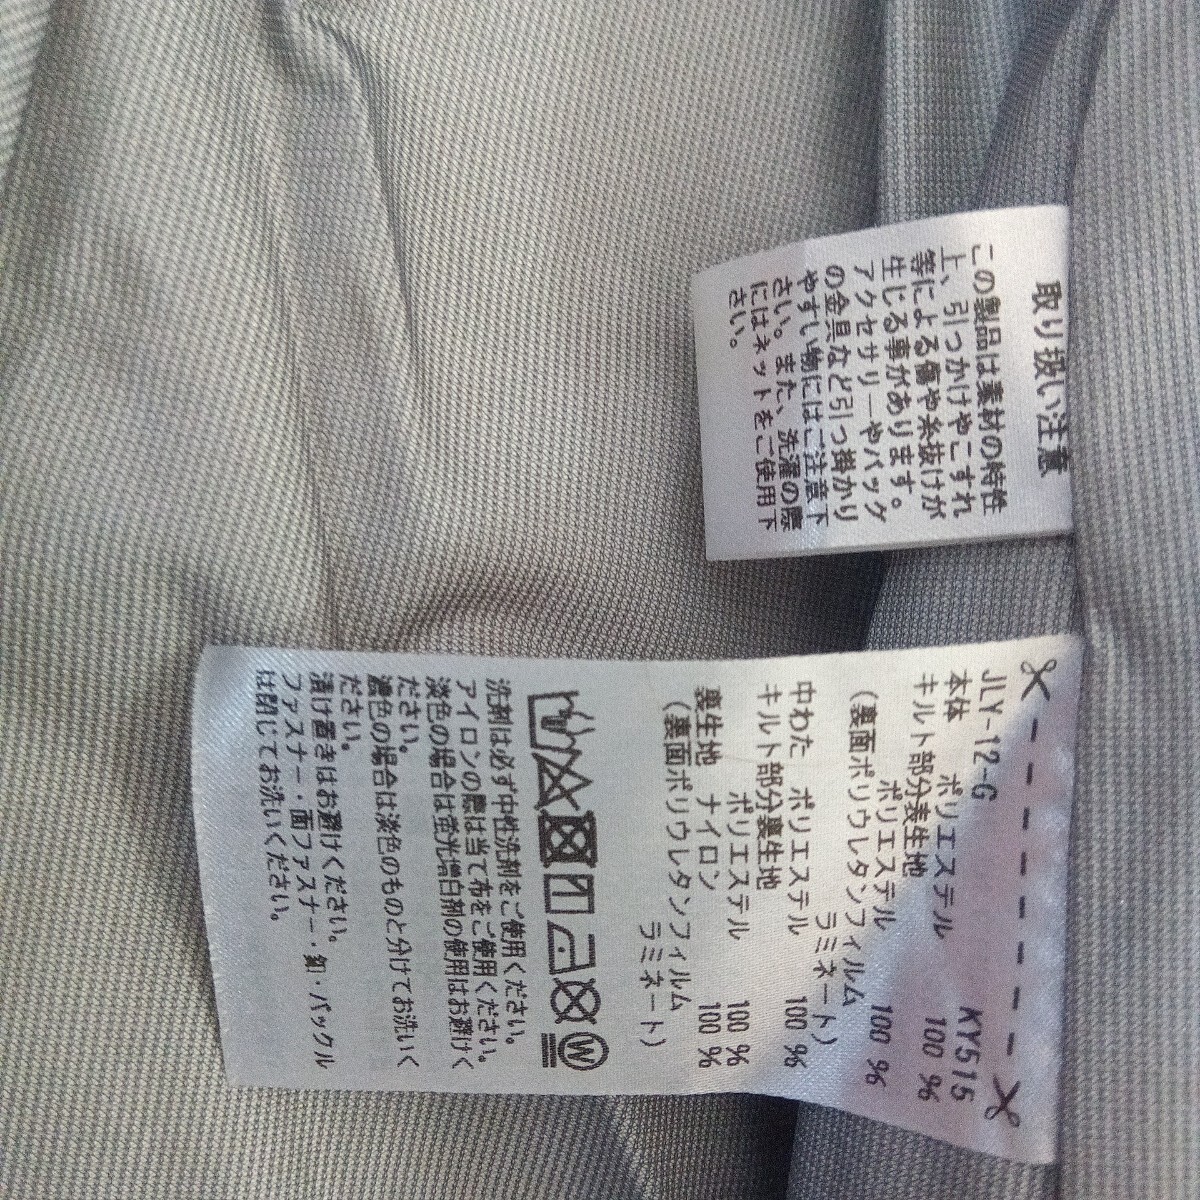 取り扱い注意
この製品は素材の特性
上、引っかけやこすれ
等による傷や糸抜けが
生じる事があります。
アクセサリーやバッグ
の金具など引っ掛かり
やすい物にはご注意下
さい。また、洗濯の際
にはネットをご使用下
さい。
JLY-12-G KY515
本体 ポリエステル 100%
キルト部分表生地
ポリエステル 100%
(裏面ポリウレタンフィルム
ラミネート)
中わた ポリエステル 100%
キルト部分裏生地
ポリエステル 100%
裏生地 ナイロン 100%
(裏面ポリウレタンフィルム
ラミネート)
W
洗剤は必ず中性洗剤をご使用ください。
アイロンの際は当て布をご使用ください。
淡色の場合は蛍光増白剤の使用はお避けく
ださい。
濃色の場合は淡色のものと分けてお洗いく
ださい。
漬け置きはお避けください。
ファスナー・面ファスナー・釦・バックル
は閉じてお洗いください。